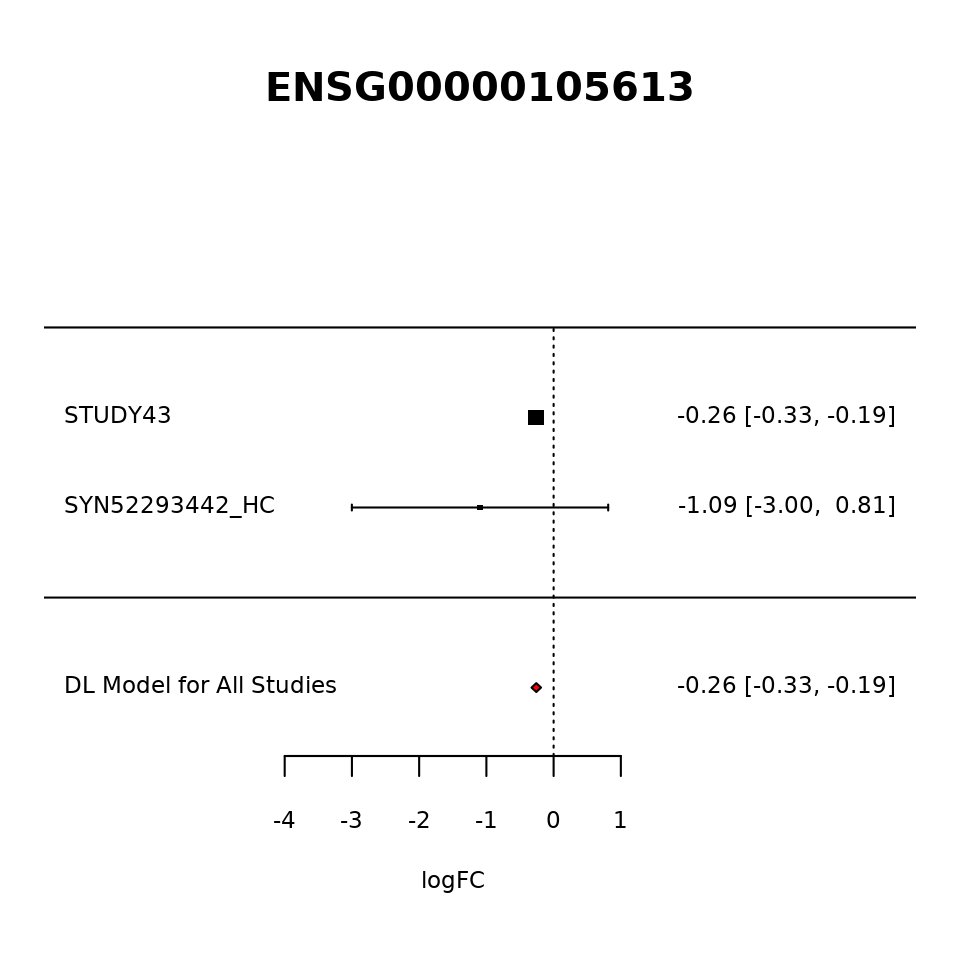 ENSG00000105613
STUDY43 -0.26 [-0.33, -0.19]
SYN52293442_HC -1.09 [-3.00,  0.81]
DL Model for All Studies -0.26 [-0.33, -0.19]
-4 -3 -2 -1 0 1
logFC